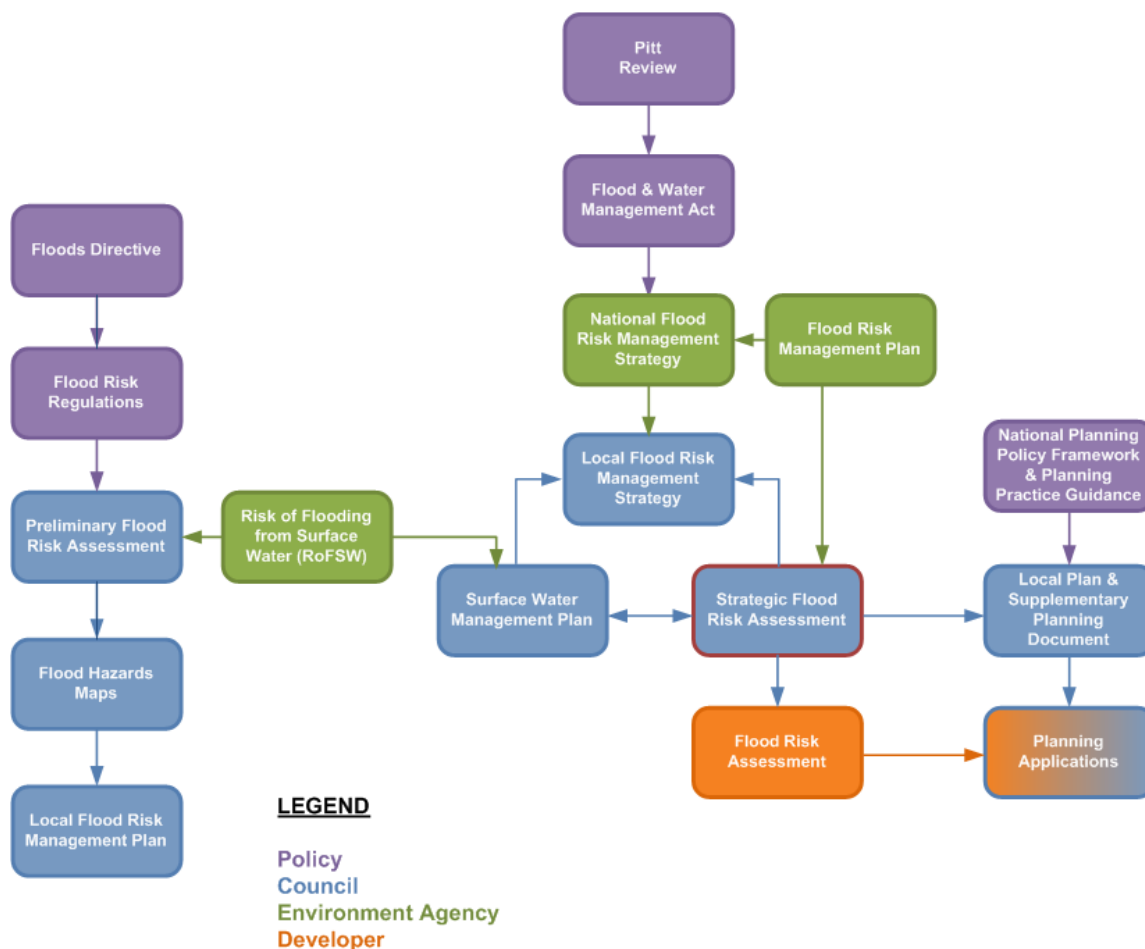 Pitt
Review
Flood & Water
Management Act
Floods Directive
National Flood
Risk Management
Strategy
Flood Risk
Management Plan
Flood Risk
Regulations
Local Flood Risk
Management
Strategy
National Planning
Policy Framework
& Planning
Practice Guidance
Preliminary Flood
Risk Assessment
Risk of Flooding
from Surface
Water (RoFSW)
Surface Water
Management Plan
Strategic Flood
Risk Assessment
Local Plan &
Supplementary
Planning
Document
Flood Hazards
Maps
Flood Risk
Assessment
Planning
Applications
Local Flood Risk
Management Plan
LEGEND
Policy
Council
Environment Agency
Developer